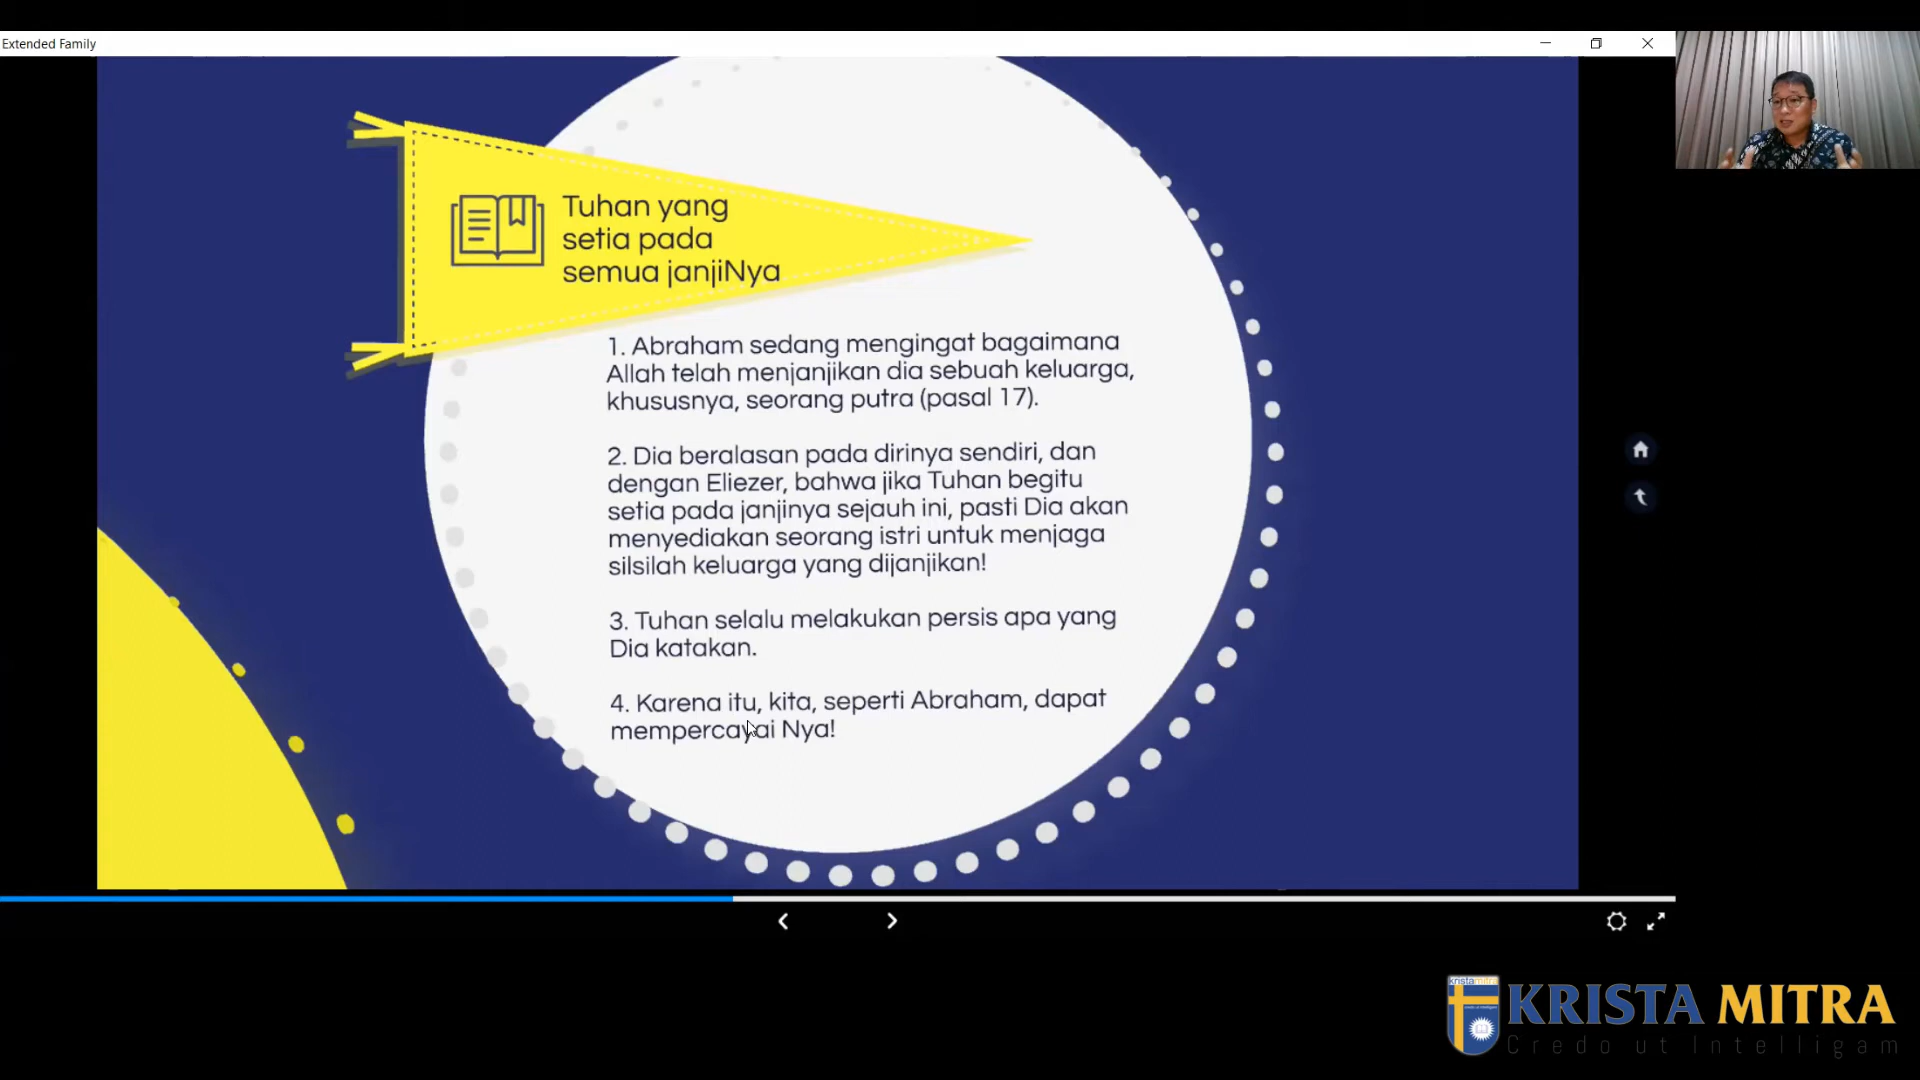 Extended Family
Tuhan yang
setia pada
semua janjiNya
1. Abraham sedang mengingat bagaimana
Allah telah menjanjikan dia sebuah keluarga,
khususnya, seorang putra (pasal 17).
2. Dia beralasan pada dirinya sendiri, dan
dengan Eliezer, bahwa jika Tuhan begitu
setia pada janjinya sejauh ini, pasti Dia akan
menyediakan seorang istri untuk menjaga
silsilah keluarga yang dijanjikan!
3. Tuhan selalu melakukan persis apa yang
Dia katakan.
4. Karena itu, kita, seperti Abraham, dapat
mempercayai Nya!
kristamitra
KRISTA MITRA
Credo ut Intelligam